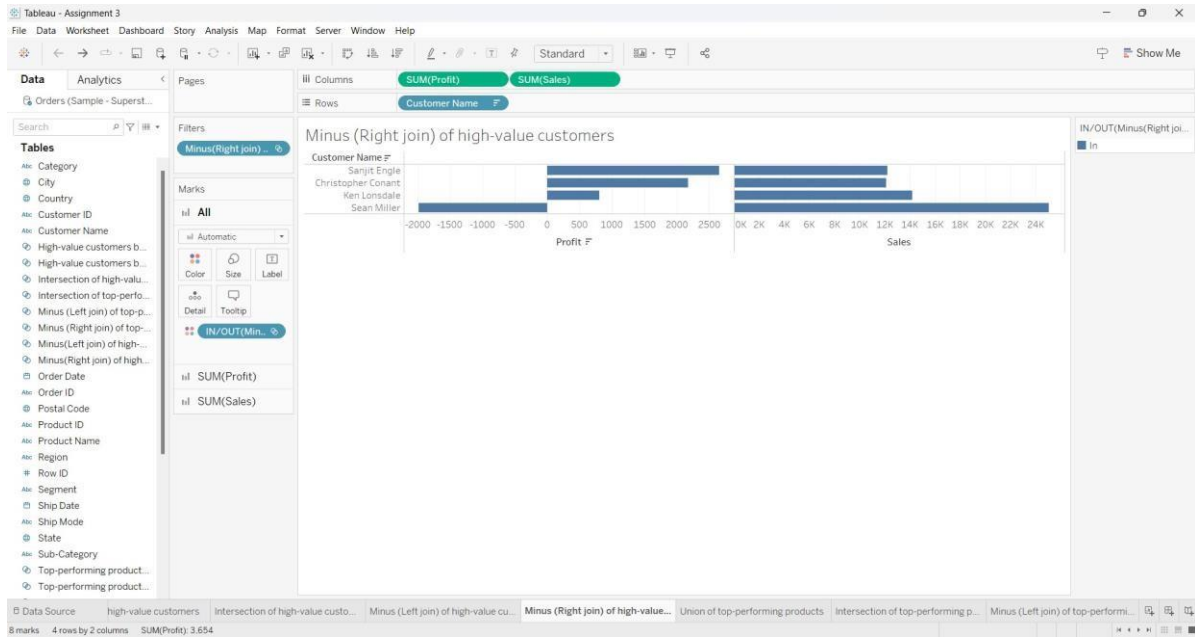 Tableau - Assignment 3
File Data Worksheet Dashboard Story Analysis Map Format Server Window Help
Standard
Show Me
Data Analytics
Pages
Columns SUM(Profit) SUM(Sales)
Orders (Sample - Superst...
Rows Customer Name
Search
Tables
Abc Category
City
Country
Abc Customer ID
Abc Customer Name
High-value customers b...
High-value customers b...
Intersection of high-valu...
Intersection of top-perfo...
Minus (Left join) of top-p...
Minus (Right join) of top-...
Minus(Left join) of high-...
Minus(Right join) of high...
Order Date
Abc Order ID
Postal Code
Abc Product ID
Abc Product Name
Abc Region
# Row ID
Abc Segment
Ship Date
Abc Ship Mode
State
Abc Sub-Category
Top-performing product...
Top-performing product...
Filters
Minus(Right join) ..
Marks
All
Automatic
Color Size Label
Detail Tooltip
IN/OUT(Min..
SUM(Profit)
SUM(Sales)
Minus (Right join) of high-value customers
Customer Name
Sanjit Engle
Christopher Conant
Ken Lonsdale
Sean Miller
-2000 -1500 -1000 -500 0 500 1000 1500 2000 2500 0K 2K 4K 6K 8K 10K 12K 14K 16K 18K 20K 22K 24K
Profit Sales
IN/OUT(Minus(Right joi...
In
Data Source high-value customers Intersection of high-value custo... Minus (Left join) of high-value cu... Minus (Right join) of high-value... Union of top-performing products Intersection of top-performing p... Minus (Left join) of top-performi...
8 marks 4 rows by 2 columns SUM(Profit): 3,654